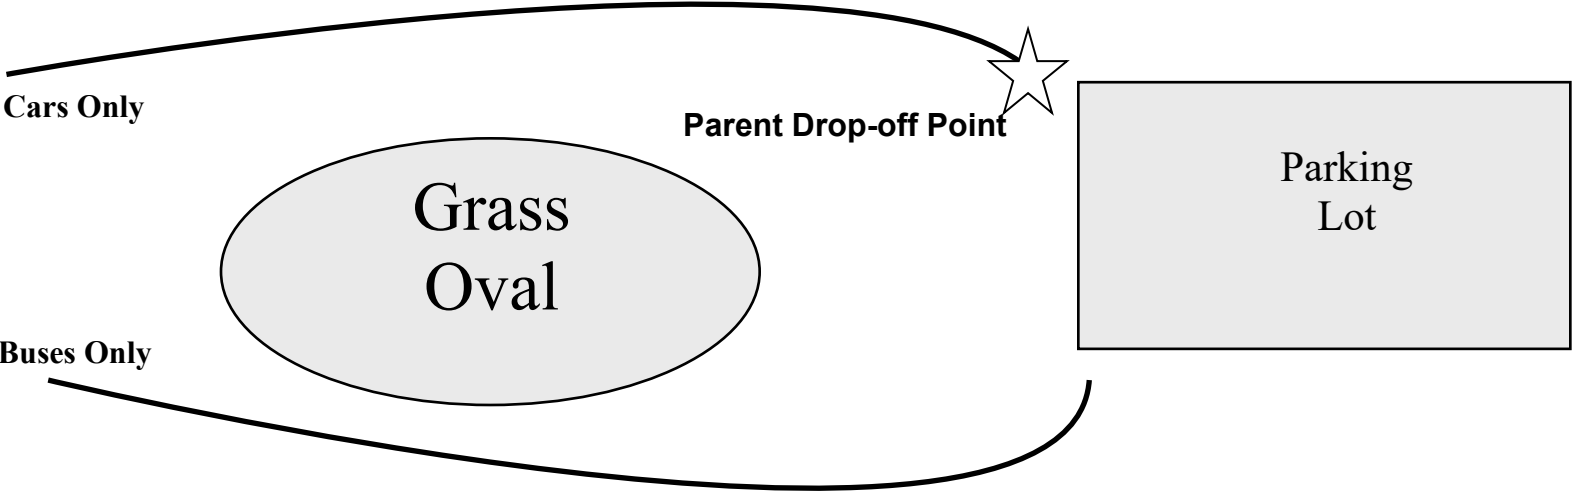 Cars Only
Parent Drop-off Point
Parking
Lot
Grass
Oval
Buses Only